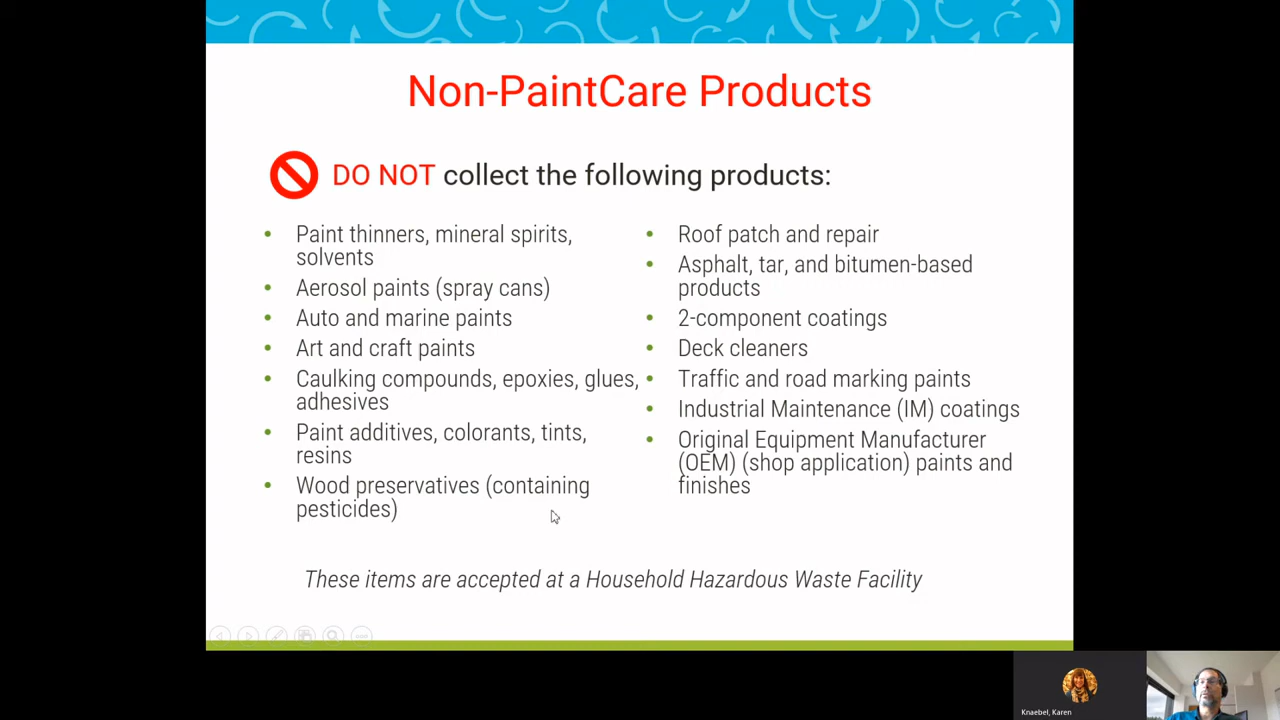 Non-PaintCare Products
DO NOT collect the following products:
• Paint thinners, mineral spirits,
solvents
• Aerosol paints (spray cans)
• Auto and marine paints
• Art and craft paints
• Caulking compounds, epoxies, glues,
adhesives
• Paint additives, colorants, tints,
resins
• Wood preservatives (containing
pesticides)
• Roof patch and repair
• Asphalt, tar, and bitumen-based
products
• 2-component coatings
• Deck cleaners
• Traffic and road marking paints
• Industrial Maintenance (IM) coatings
• Original Equipment Manufacturer
(OEM) (shop application) paints and
finishes
These items are accepted at a Household Hazardous Waste Facility
Knaebel, Karen